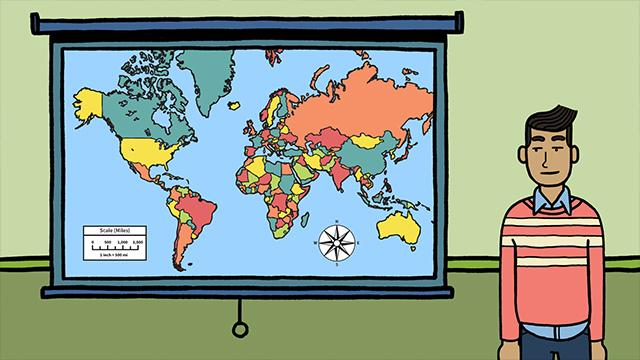 Scale (Miles)
0 500 1,000 1,500
1 inch = 500 mi
N
W E
S